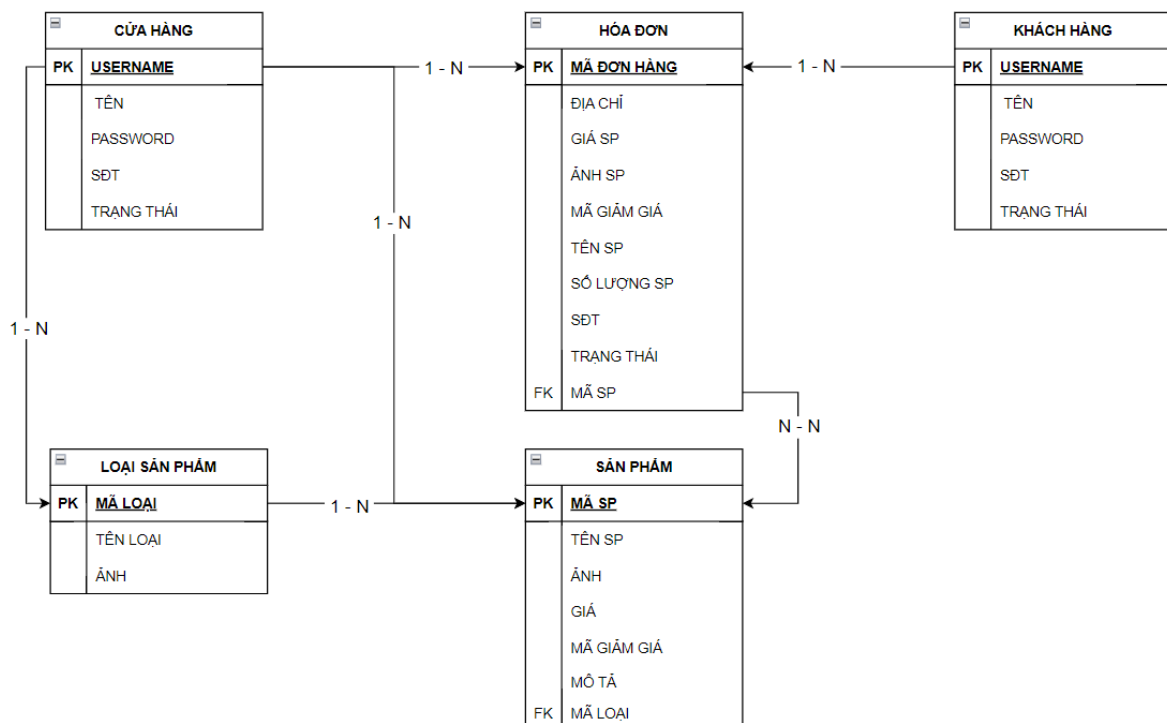 CỬA HÀNG
PK USERNAME
TÊN
PASSWORD
SĐT
TRẠNG THÁI
HÓA ĐƠN
PK MÃ ĐƠN HÀNG
ĐỊA CHỈ
GIÁ SP
ẢNH SP
MÃ GIẢM GIÁ
TÊN SP
SỐ LƯỢNG SP
SĐT
TRẠNG THÁI
FK MÃ SP
KHÁCH HÀNG
PK USERNAME
TÊN
PASSWORD
SĐT
TRẠNG THÁI
1 - N
1 - N
1 - N
1 - N
N - N
LOẠI SẢN PHẨM
PK MÃ LOẠI
TÊN LOẠI
ẢNH
1 - N
SẢN PHẨM
PK MÃ SP
TÊN SP
ẢNH
GIÁ
MÃ GIẢM GIÁ
MÔ TẢ
FK MÃ LOẠI